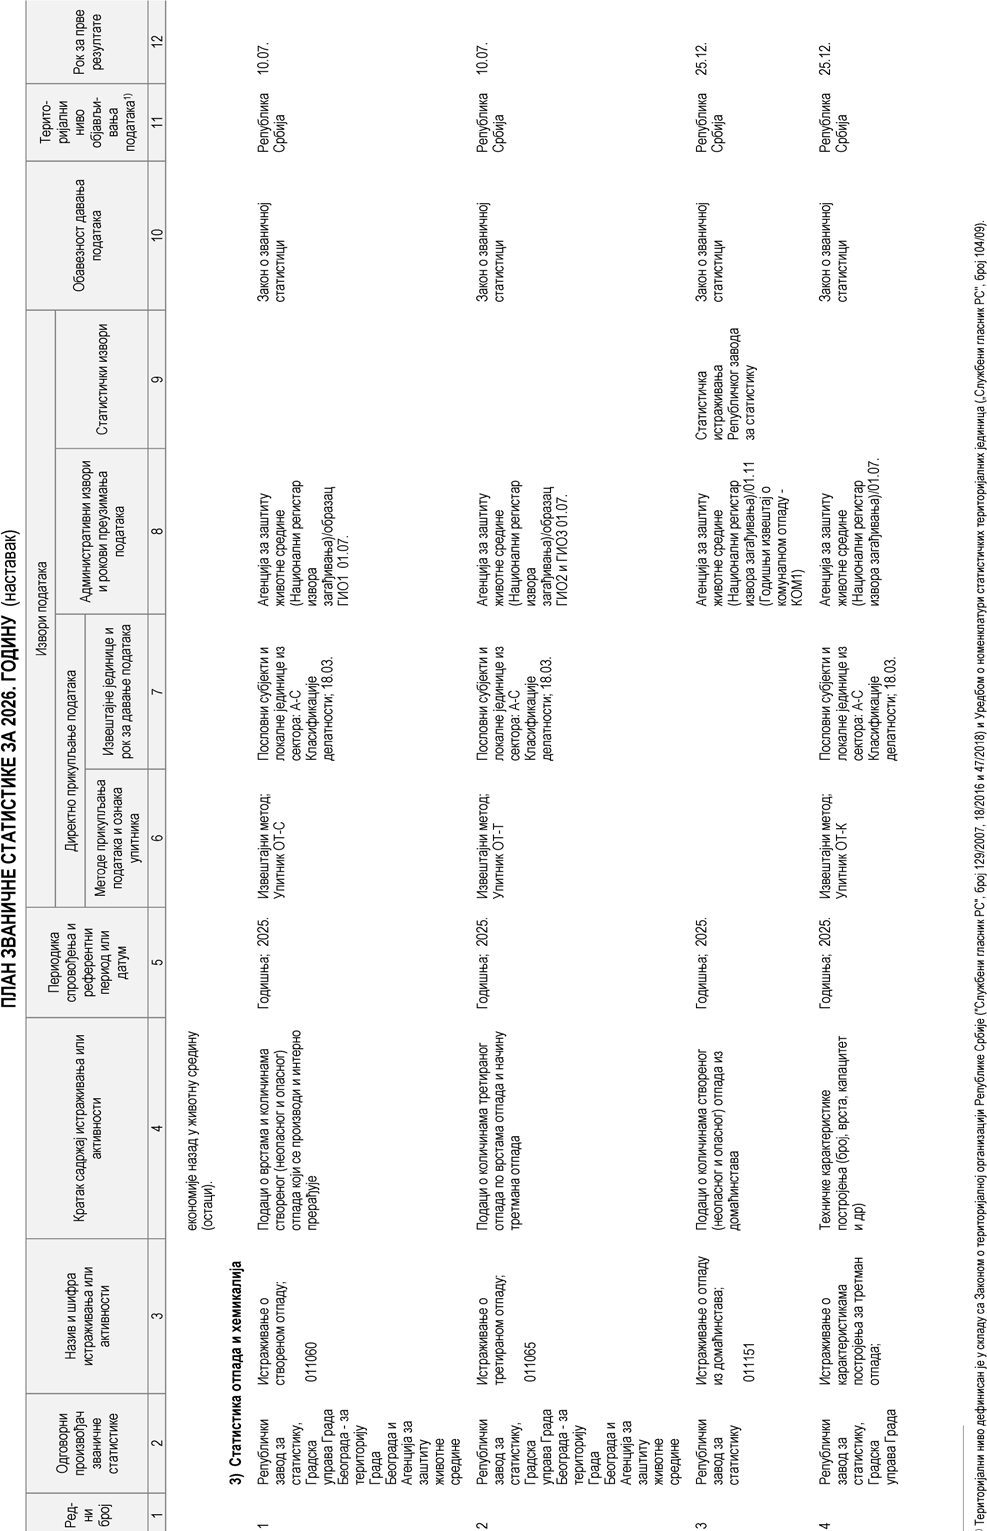 ПЛАН ЗВАНИЧНЕ СТАТИСТИКЕ ЗА 2026. ГОДИНУ (наставак)
Ред-
ни
број
Одговорни
произвођач
званичне
статистике
Назив и шифра
истраживања или
активности
Кратак садржај истраживања или
активности
Периодика
спровођења и
референтни
период или
датум
Извори података
Директно прикупљање података
Методе прикупљања
података и ознака
упитника
Извештајне јединице и
рок за давање података
Административни извори
и рокови преузимања
података
Статистички извори
Обавезност давања
података
Терито-
ријални
ниво
објављи-
вања
података¹⁾
Рок за прве
резултате
1 2 3 4 5 6 7 8 9 10 11 12
економије назад у животну средину
(остаци).
3) Статистика отпада и хемикалија
1
Републички
завод за
статистику,
Градска
управа Града
Београда - за
територију
Града
Београда и
Агенција за
заштиту
животне
средине
Истраживање о
створеном отпаду;
011060
Подаци о врстама и количинама
створеног (неопасног и опасног)
отпада који се производи и интерно
прерађује
Годишња; 2025.
Извештајни метод;
Упитник ОТ-С
Пословни субјекти и
локалне јединице из
сектора: А-С
Класификације
делатности; 18.03.
Агенција за заштиту
животне средине
(Национални регистар
извора
загађивања)/образац
ГИО1 01.07.
Закон о званичној
статистици
Република
Србија
10.07.
2
Републички
завод за
статистику,
Градска
управа Града
Београда - за
територију
Града
Београда и
Агенција за
заштиту
животне
средине
Истраживање о
третираном отпаду;
011065
Подаци о количинама третираног
отпада по врстама отпада и начину
третмана отпада
Годишња; 2025.
Извештајни метод;
Упитник ОТ-Т
Пословни субјекти и
локалне јединице из
сектора: А-С
Класификације
делатности; 18.03.
Агенција за заштиту
животне средине
(Национални регистар
извора
загађивања)/образац
ГИО2 и ГИО3 01.07.
Закон о званичној
статистици
Република
Србија
10.07.
3
Републички
завод за
статистику
Истраживање о отпаду
из домаћинстава;
011151
Подаци о количинама створеног
(неопасног и опасног) отпада из
домаћинстава
Годишња; 2025.
Агенција за заштиту
животне средине
(Национални регистар
извора загађивања)/01.11
(Годишњи извештај о
комуналном отпаду -
КОМ1)
Статистичка
истраживања
Републичког завода
за статистику
Закон о званичној
статистици
Република
Србија
25.12.
4
Републички
завод за
статистику,
Градска
управа Града
Истраживање о
карактеристикама
постројења за третман
отпада;
Техничке карактеристике
постројења (број, врста, капацитет
и др)
Годишња; 2025.
Извештајни метод;
Упитник ОТ-К
Пословни субјекти и
локалне јединице из
сектора: А-С
Класификације
делатности; 18.03.
Агенција за заштиту
животне средине
(Национални регистар
извора загађивања)/01.07.
Закон о званичној
статистици
Република
Србија
25.12.
⁾ Територијални ниво дефинисан је у складу са Законом о територијалној организацији Републике Србије ("Службени гласник РС", број 129/2007, 18/2016 и 47/2018) и Уредбом о номенклатури статистичких територијалних јединица („Службени гласник РС", број 104/09).